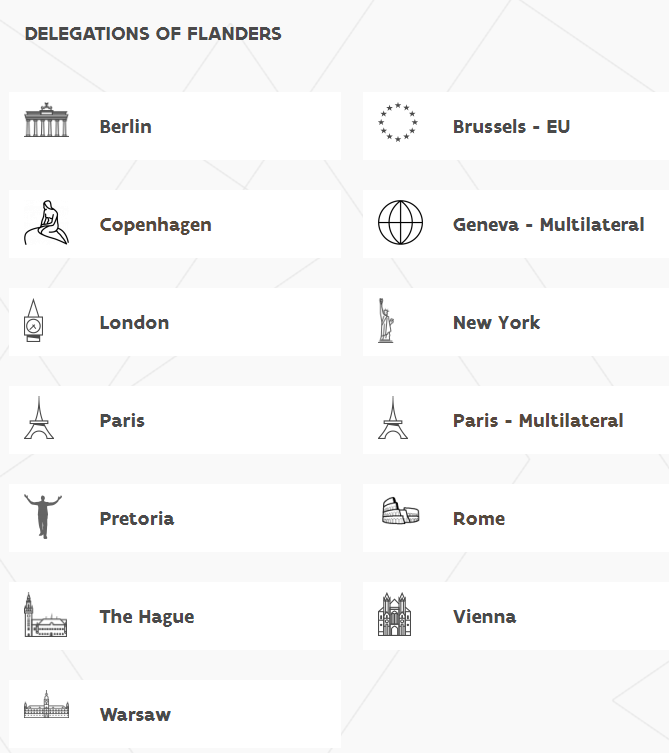 DELEGATIONS OF FLANDERS
Berlin
Brussels - EU
Copenhagen
Geneva - Multilateral
London
New York
Paris
Paris - Multilateral
Pretoria
Rome
The Hague
Vienna
Warsaw